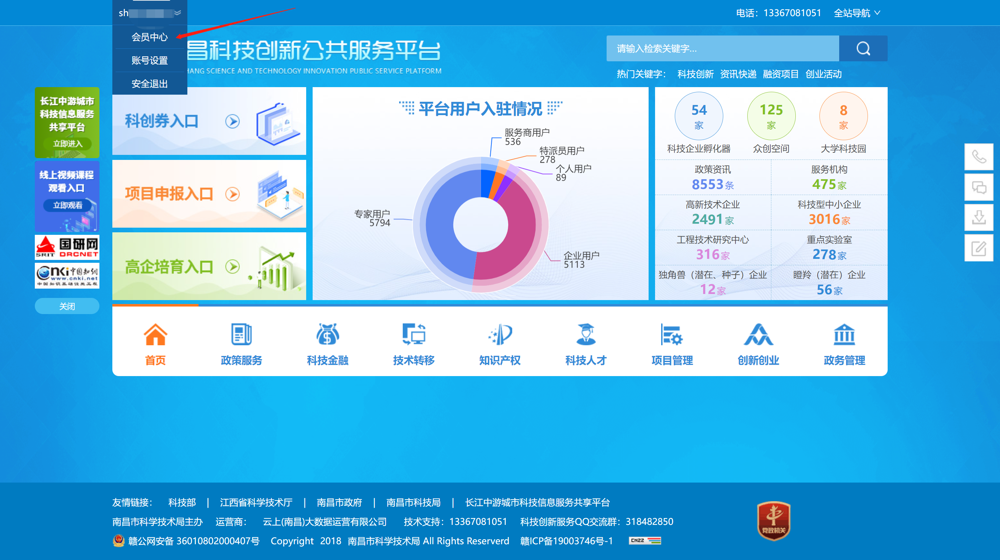 sh
电话：13367081051 全站导航
会员中心
账号设置
安全退出
昌科技创新公共服务平台
HANG SCIENCE AND TECHNOLOGY INNOVATION PUBLIC SERVICE PLATFORM
请输入检索关键字...
热门关键字： 科技创新 资讯快递 融资项目 创业活动
长江中游城市
科技信息服务
共享平台
立即进入
线上视频课程
观看入口
立即观看
国研网
SRIT DRCNET
cnki 中国知网
www.cnki.net
中国知识基础设施工程
关闭
科创券入口
项目申报入口
高企培育入口
平台用户入驻情况
服务商用户
536
特派员用户
278
个人用户
89
专家用户
5794
企业用户
5113
54 125 8
家 家 家
科技企业孵化器 众创空间 大学科技园
政策资讯 服务机构
8553条 475家
高新技术企业 科技型中小企业
2491家 3016家
工程技术研究中心 重点实验室
316家 278家
独角兽（潜在、种子）企业 瞪羚（潜在）企业
12家 56家
首页 政策服务 科技金融 技术转移 知识产权 科技人才 项目管理 创新创业 政务管理
友情链接： 科技部 | 江西省科学技术厅 | 南昌市政府 | 南昌市科技局 | 长江中游城市科技信息服务共享平台
南昌市科学技术局主办 运营商： 云上(南昌)大数据运营有限公司 技术支持：13367081051 科技创新服务QQ交流群：318482850
赣公网安备 36010802000407号 Copyright 2018 南昌市科学技术局 All Rights Reserverd 赣ICP备19003746号-1 CNZZ
党政机关